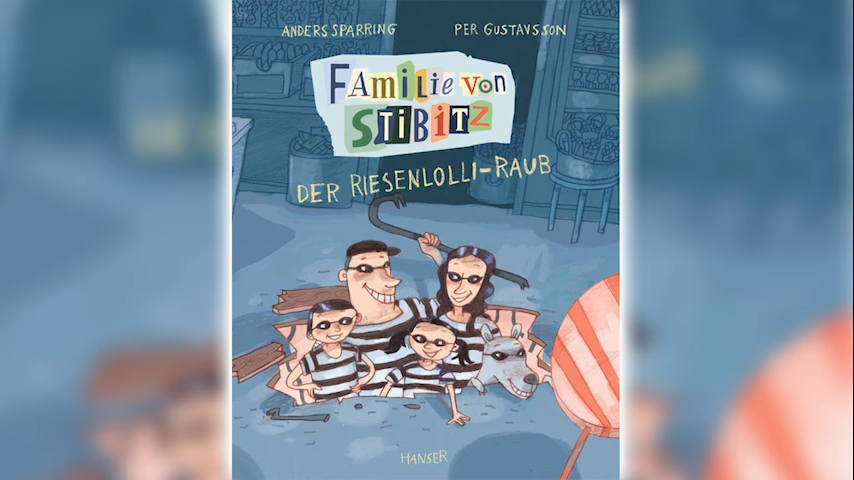 ANDERS SPARRING PER GUSTAVSSON
FAMILIE VON
STIBITZ
DER RIESENLOLLI-RAUB
HANSER